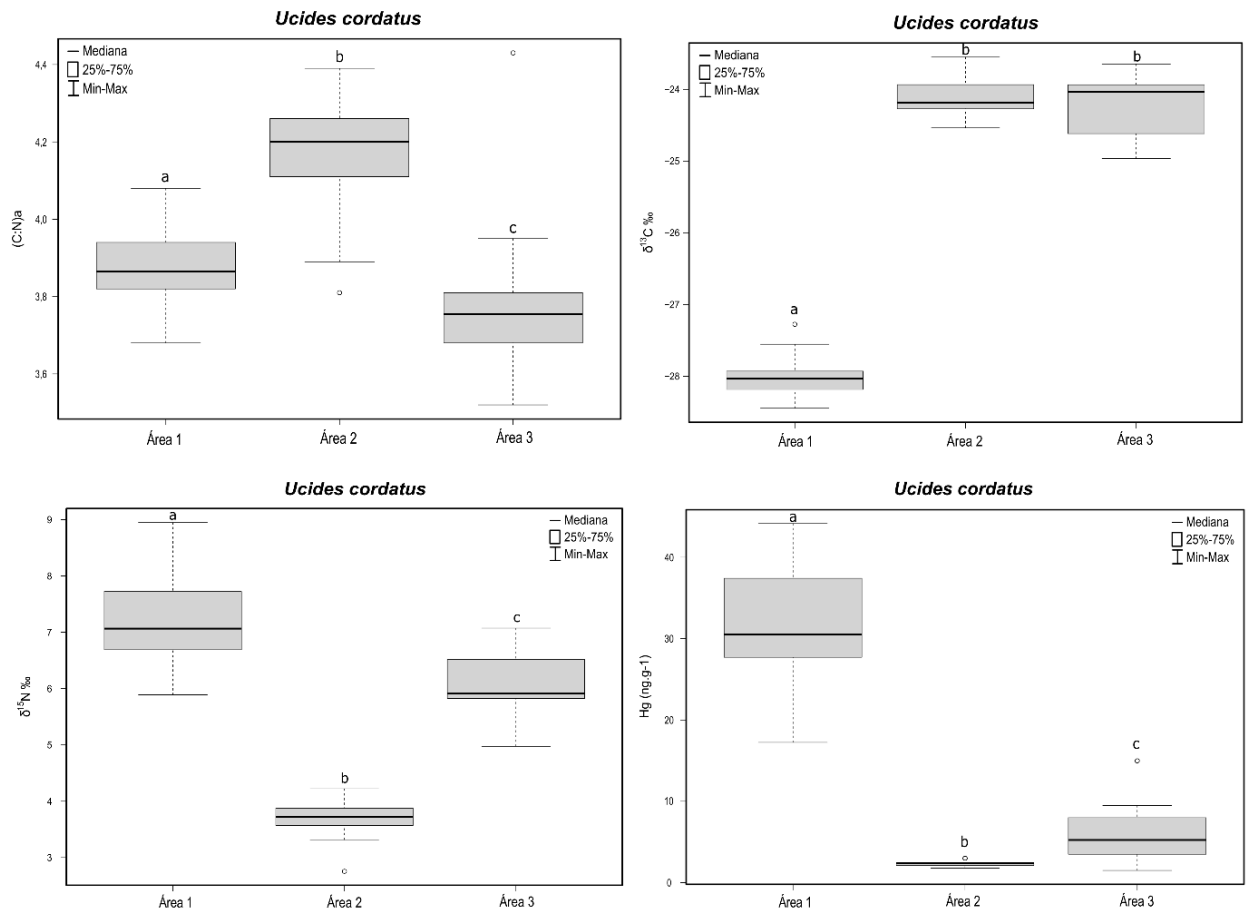 Ucides cordatus
Mediana
25%-75%
Min-Max
4,4
4,2
4,0
3,8
3,6
(C:N)a
a
b
c
Área 1
Área 2
Área 3
Ucides cordatus
Mediana
25%-75%
Min-Max
−24
−25
−26
−27
−28
δ13C ‰
a
b
b
Área 1
Área 2
Área 3
Ucides cordatus
Mediana
25%-75%
Min-Max
9
8
7
6
5
4
3
δ15N ‰
a
b
c
Área 1
Área 2
Área 3
Ucides cordatus
Mediana
25%-75%
Min-Max
40
30
20
10
0
Hg (ng.g-1)
a
b
c
Área 1
Área 2
Área 3